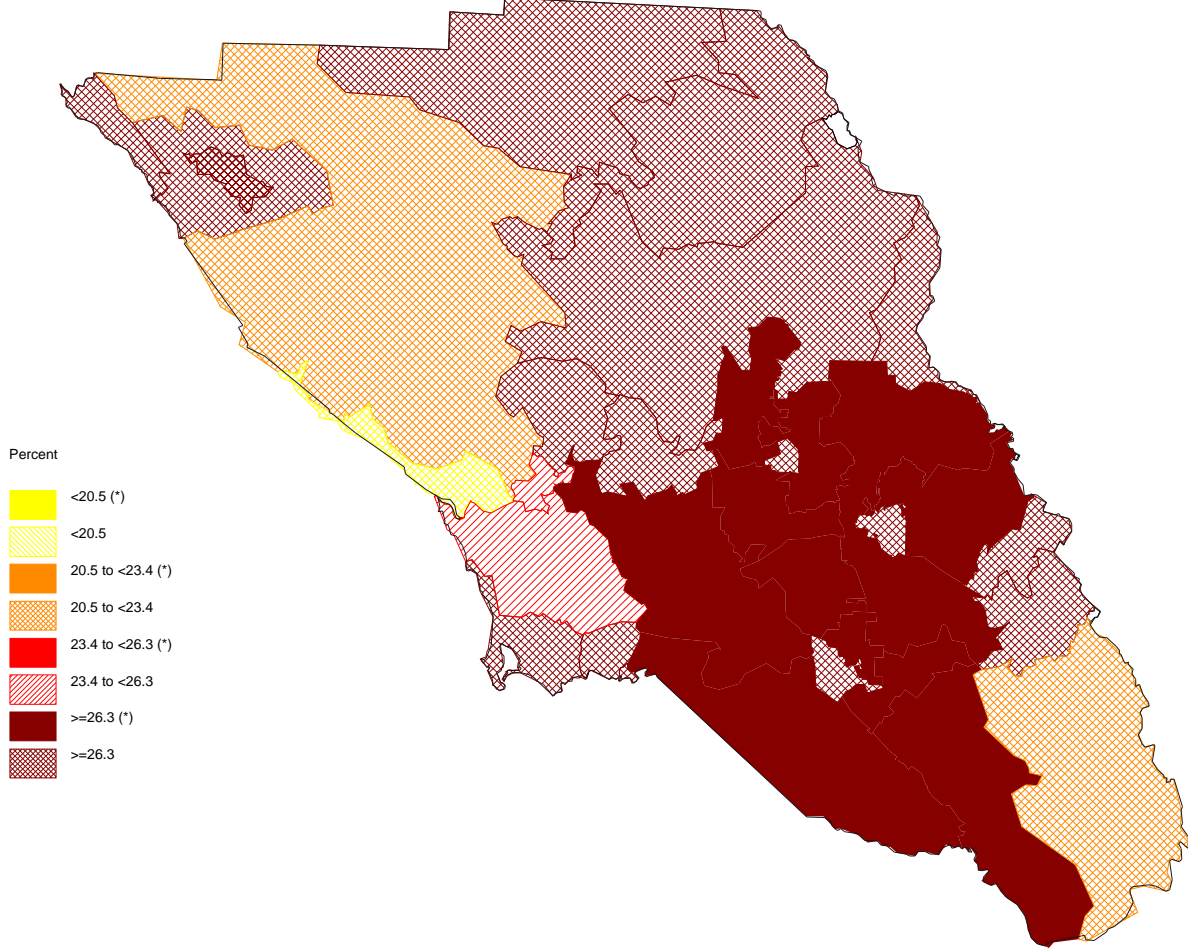 Percent
<20.5 (*)
<20.5
20.5 to <23.4 (*)
20.5 to <23.4
23.4 to <26.3 (*)
23.4 to <26.3
>=26.3 (*)
>=26.3